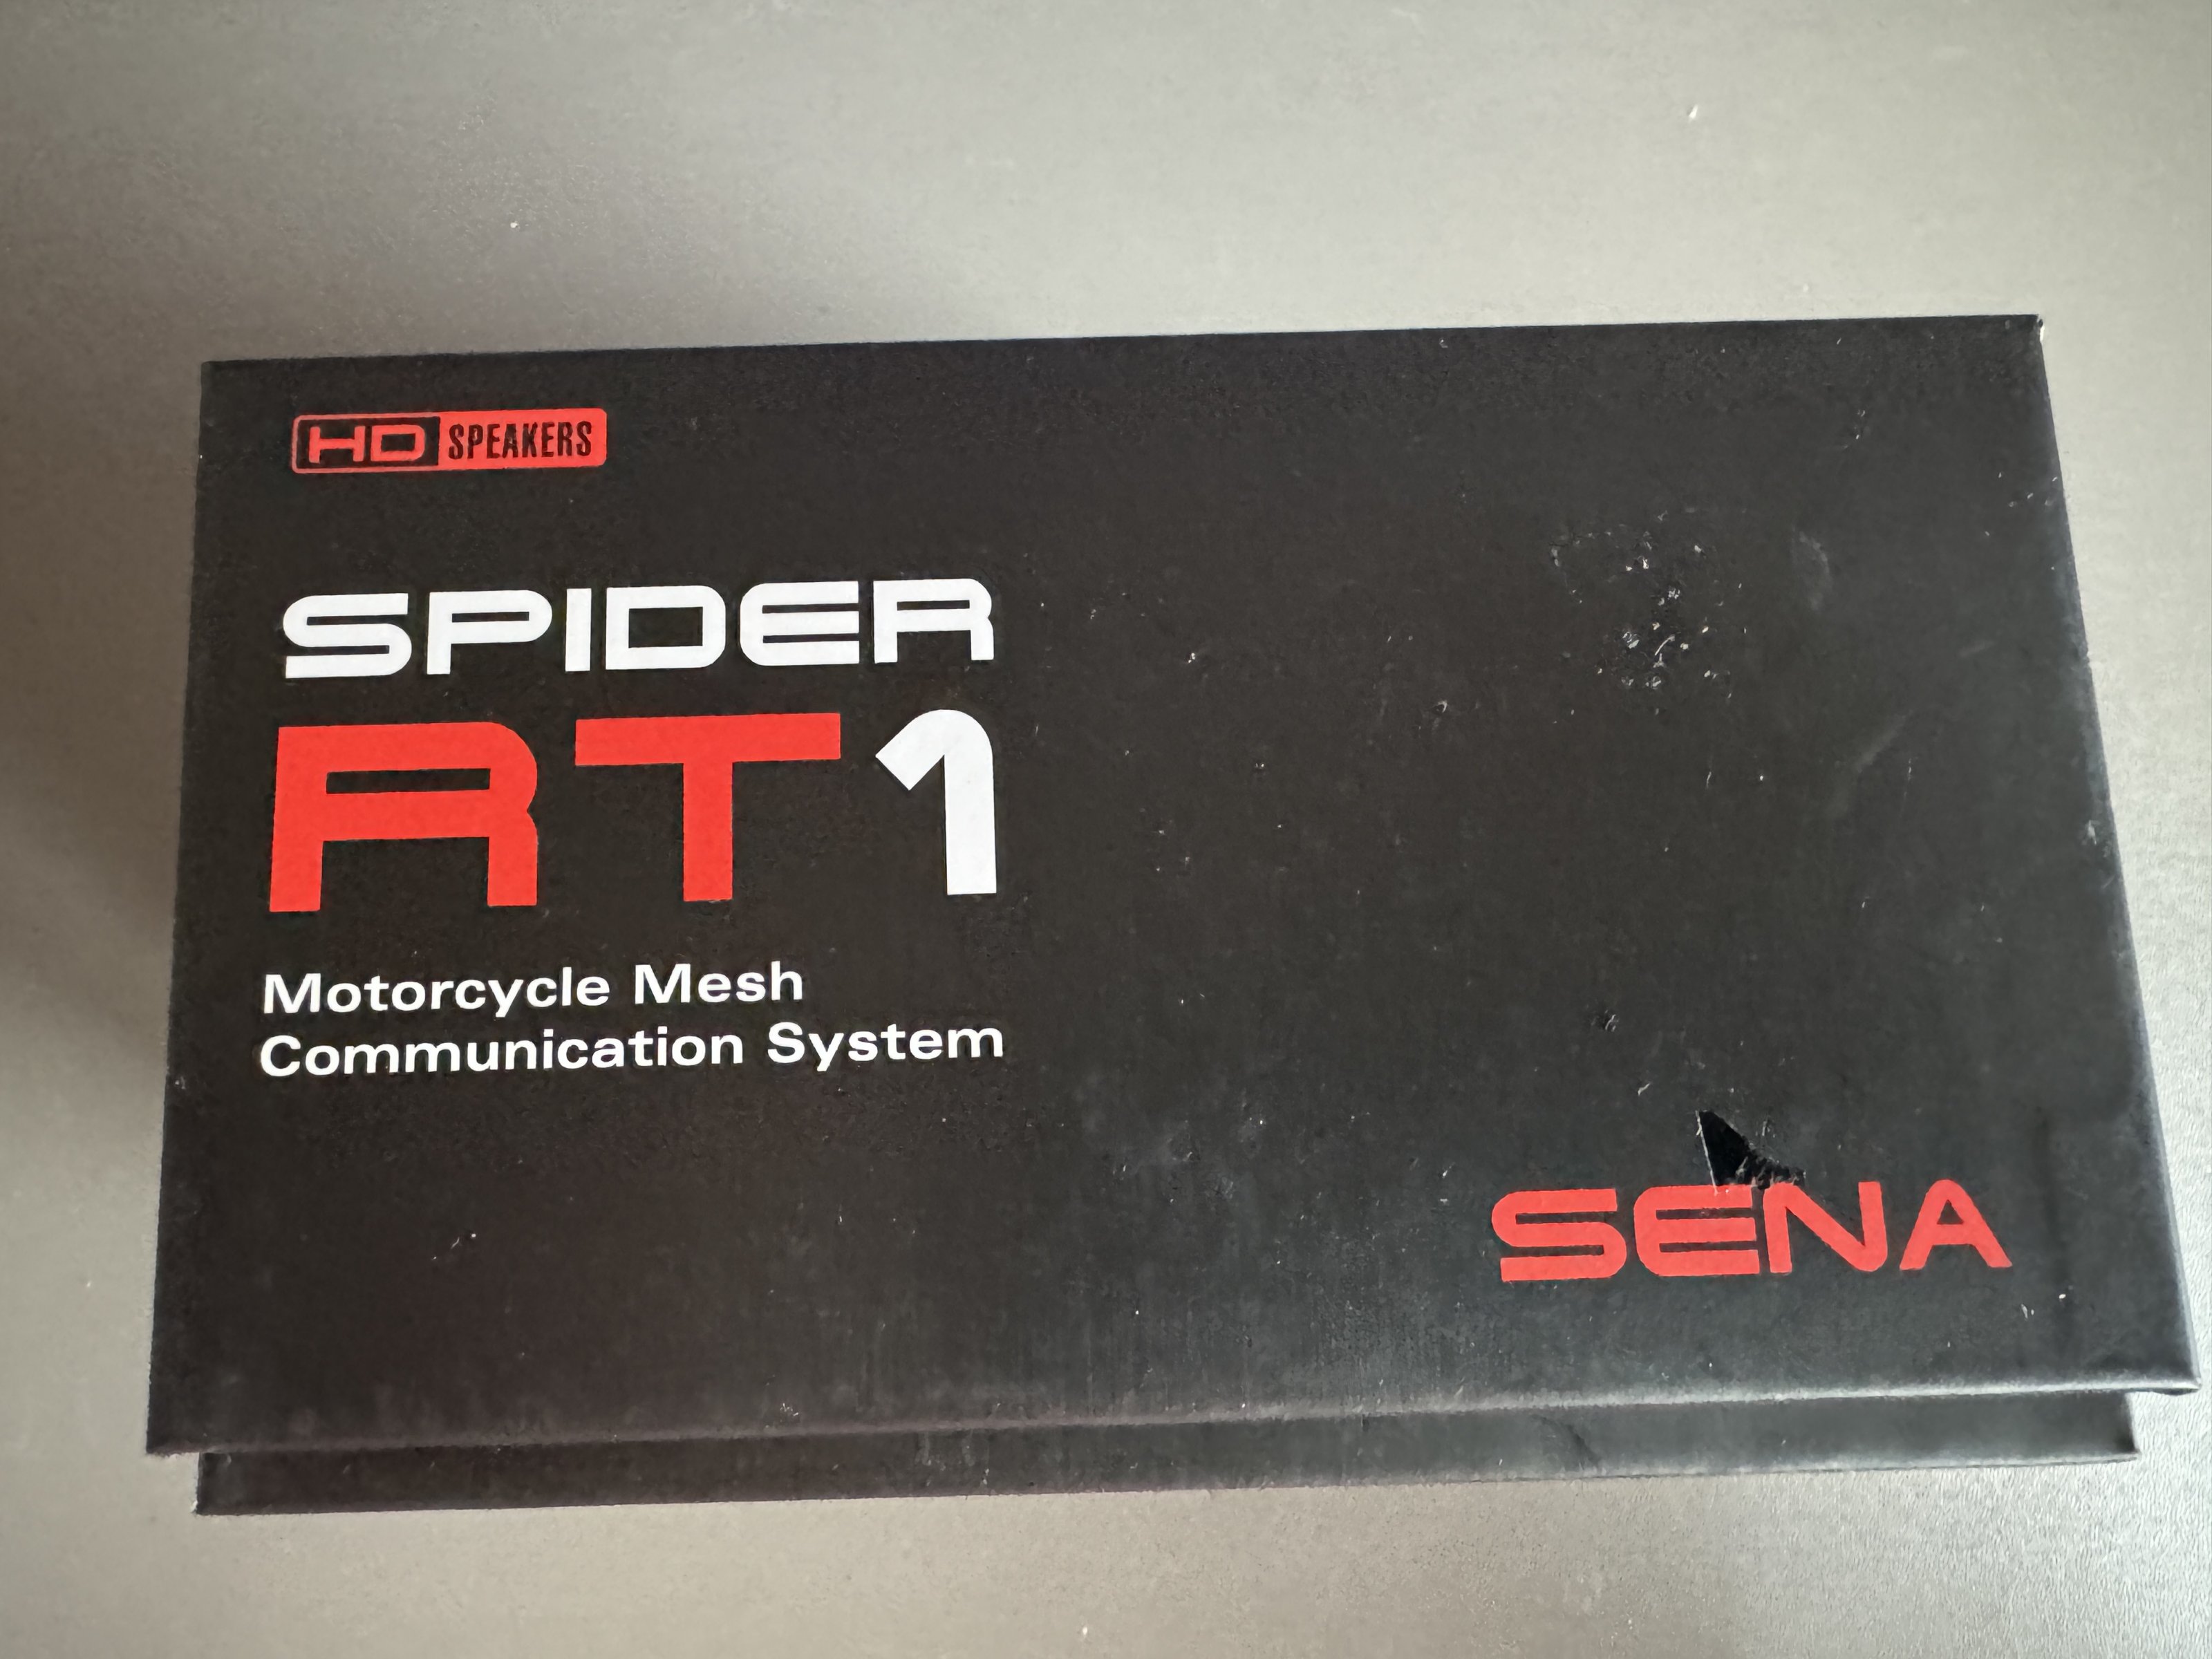 HD SPEAKERS
SPIDER
RT1
Motorcycle Mesh
Communication System
SENA